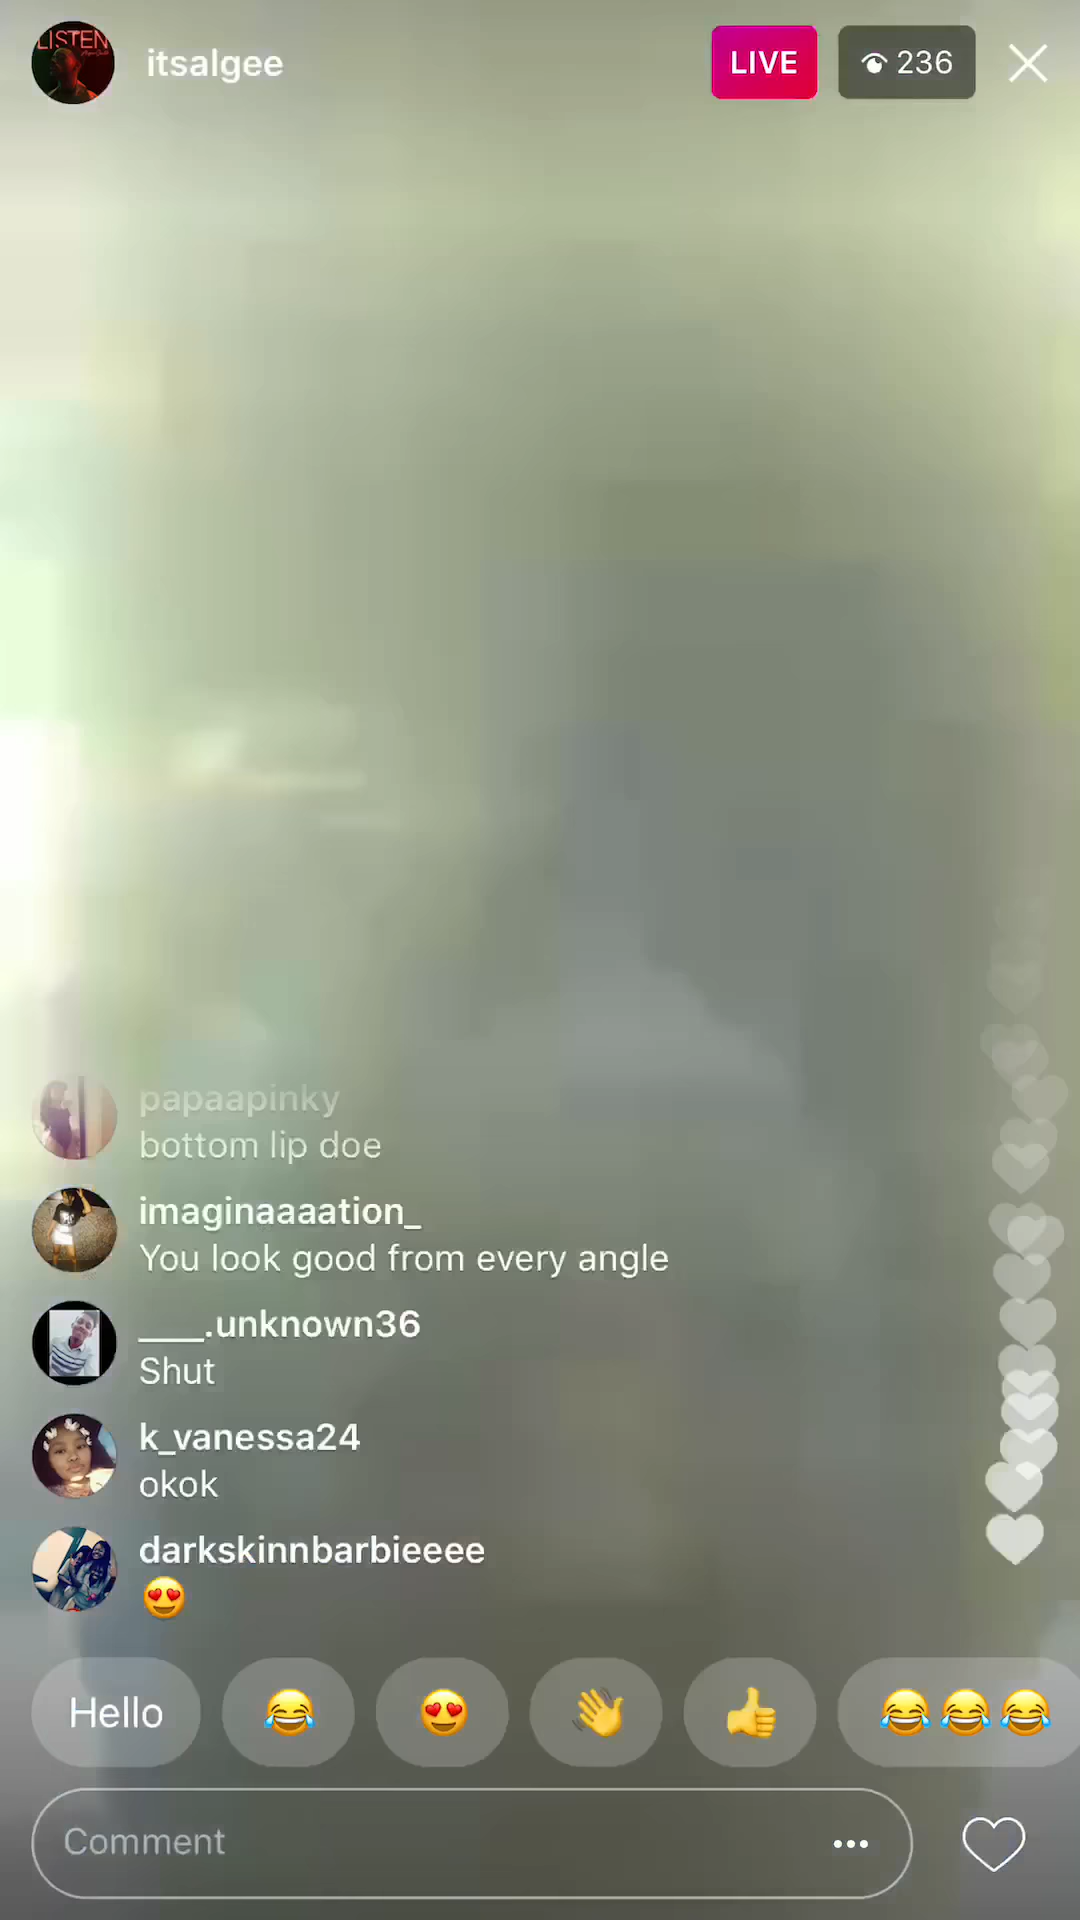 LISTEN
itsalgee
LIVE
236
papaapinky
bottom lip doe
imaginaaaation_
You look good from every angle
____.unknown36
Shut
k_vanessa24
okok
darkskinnbarbieeee
😍
Hello 😂 😍 👋 👍 😂😂😂
Comment